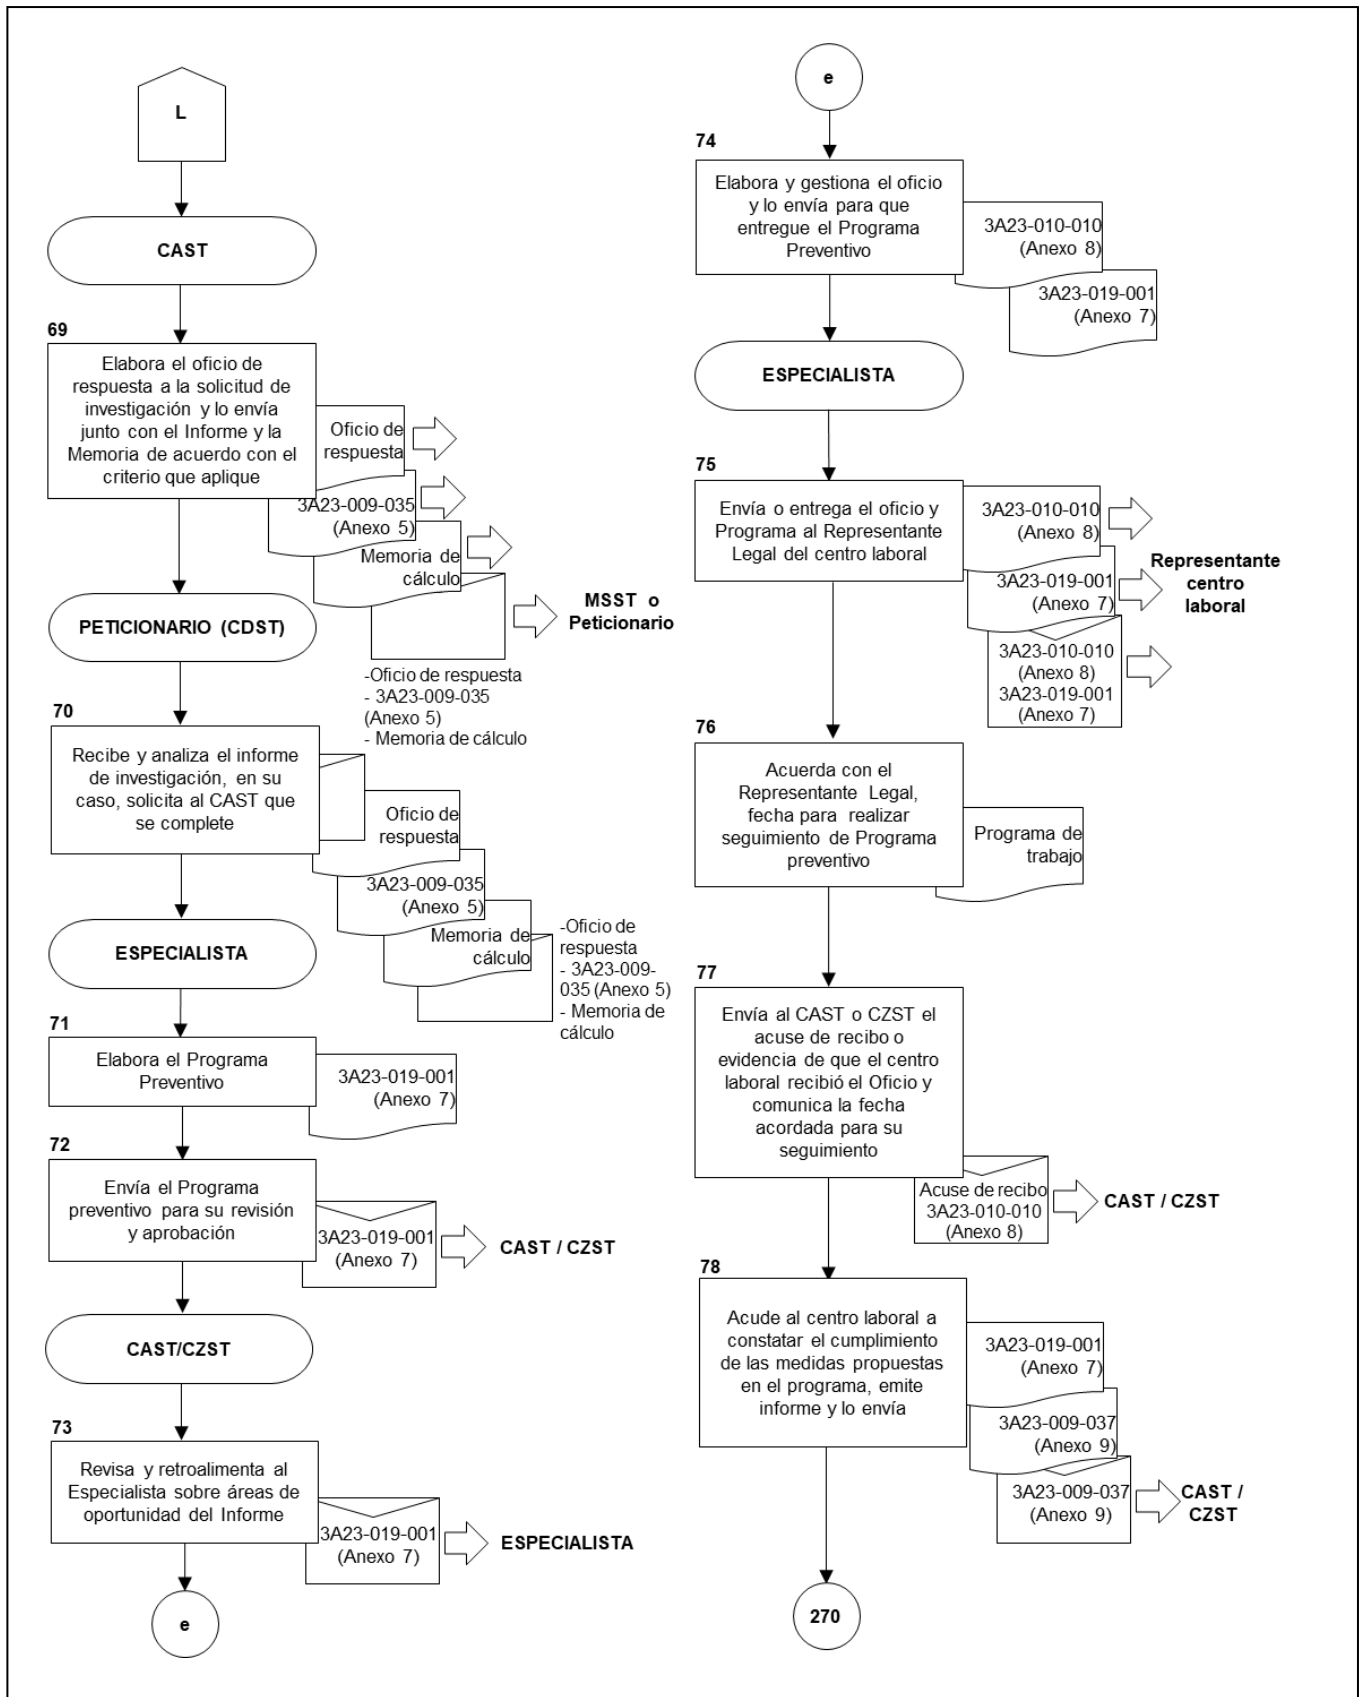 L
CAST
69
Elabora el oficio de
respuesta a la solicitud de
investigación y lo envía
junto con el Informe y la
Memoria de acuerdo con el
criterio que aplique
Oficio de
respuesta
3A23-009-035
(Anexo 5)
Memoria de
cálculo
MSST o
Peticionario
-Oficio de respuesta
- 3A23-009-035
(Anexo 5)
- Memoria de cálculo
PETICIONARIO (CDST)
70
Recibe y analiza el informe
de investigación, en su
caso, solicita al CAST que
se complete
Oficio de
respuesta
3A23-009-035
(Anexo 5)
Memoria de
cálculo
-Oficio de
respuesta
- 3A23-009-
035 (Anexo 5)
- Memoria de
cálculo
ESPECIALISTA
71
Elabora el Programa
Preventivo
3A23-019-001
(Anexo 7)
72
Envía el Programa
preventivo para su revisión
y aprobación
3A23-019-001
(Anexo 7)
CAST / CZST
CAST/CZST
73
Revisa y retroalimenta al
Especialista sobre áreas de
oportunidad del Informe
3A23-019-001
(Anexo 7)
ESPECIALISTA
e
e
74
Elabora y gestiona el oficio
y lo envía para que
entregue el Programa
Preventivo
3A23-010-010
(Anexo 8)
3A23-019-001
(Anexo 7)
ESPECIALISTA
75
Envía o entrega el oficio y
Programa al Representante
Legal del centro laboral
3A23-010-010
(Anexo 8)
3A23-019-001
(Anexo 7)
3A23-010-010
(Anexo 8)
3A23-019-001
(Anexo 7)
Representante
centro
laboral
76
Acuerda con el
Representante Legal,
fecha para realizar
seguimiento de Programa
preventivo
Programa de
trabajo
77
Envía al CAST o CZST el
acuse de recibo o
evidencia de que el centro
laboral recibió el Oficio y
comunica la fecha
acordada para su
seguimiento
Acuse de recibo
3A23-010-010
(Anexo 8)
CAST / CZST
78
Acude al centro laboral a
constatar el cumplimiento
de las medidas propuestas
en el programa, emite
informe y lo envía
3A23-019-001
(Anexo 7)
3A23-009-037
(Anexo 9)
3A23-009-037
(Anexo 9)
CAST /
CZST
270